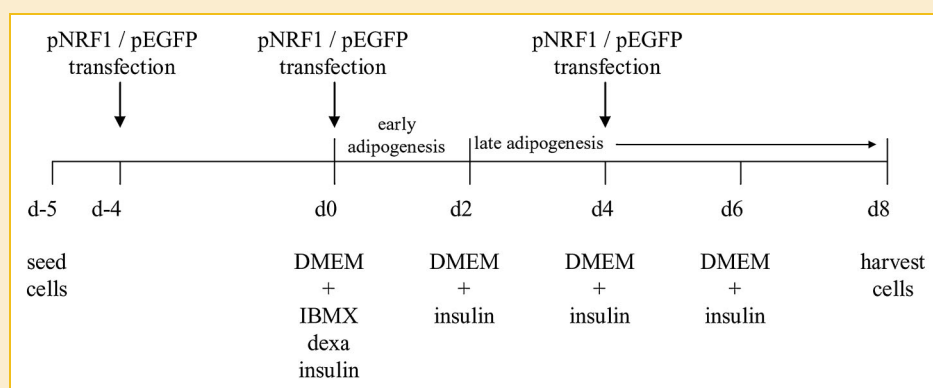 pNRF1 / pEGFP
transfection
pNRF1 / pEGFP
transfection
pNRF1 / pEGFP
transfection
early
adipogenesis
late adipogenesis
d-5
d-4
d0
d2
d4
d6
d8
seed
cells
DMEM
+
IBMX
dexa
insulin
DMEM
+
insulin
DMEM
+
insulin
DMEM
+
insulin
harvest
cells